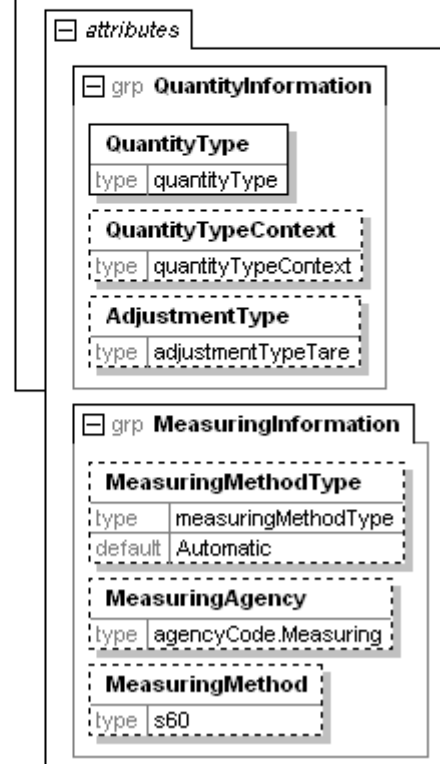 attributes
grp QuantityInformation
QuantityType
type quantityType
QuantityTypeContext
type quantityTypeContext
AdjustmentType
type adjustmentTypeTare
grp MeasuringInformation
MeasuringMethodType
type measuringMethodType
default Automatic
MeasuringAgency
type agencyCode.Measuring
MeasuringMethod
type s60